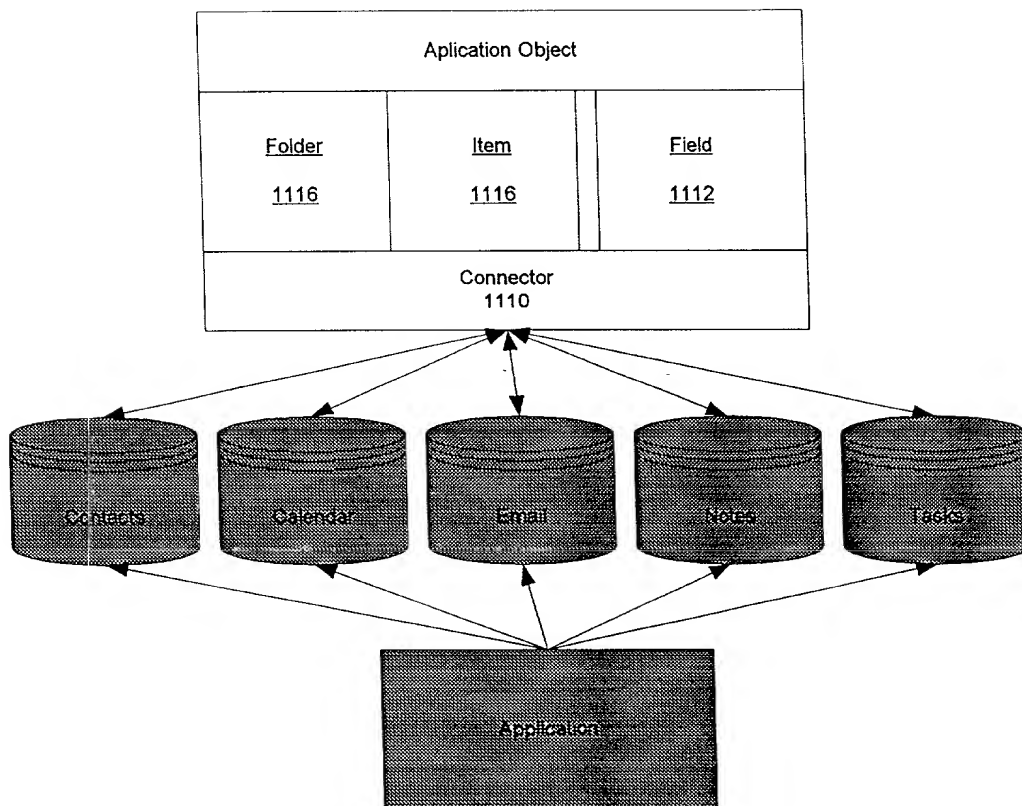 Aplication Object
Folder
1116
Item
1116
Field
1112
Connector
1110
Contacts
Calendar
Email
Notes
Tasks
Application